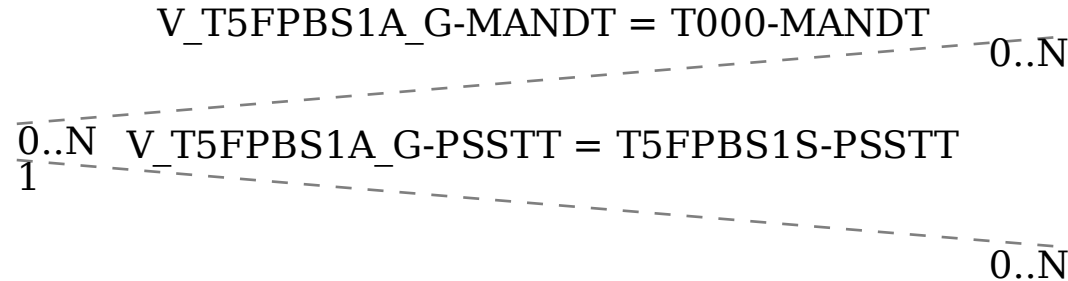 V_T5FPBS1A_G-MANDT = T000-MANDT
0..N
0..N
V_T5FPBS1A_G-PSSTT = T5FPBS1S-PSSTT
1
0..N